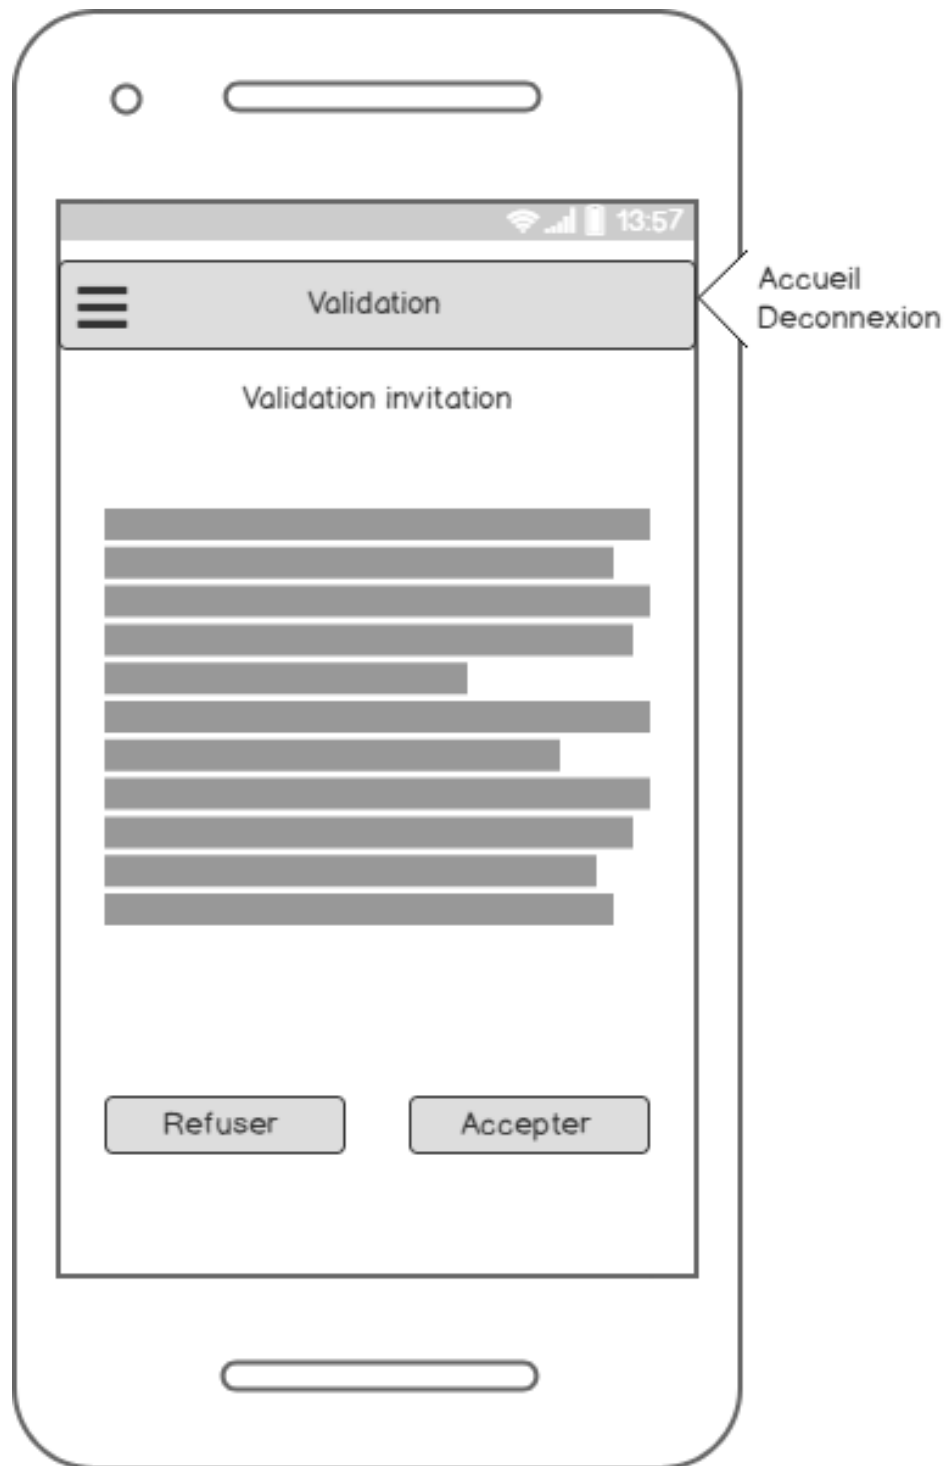 13:57
Validation
Accueil
Deconnexion
Validation invitation
Refuser
Accepter